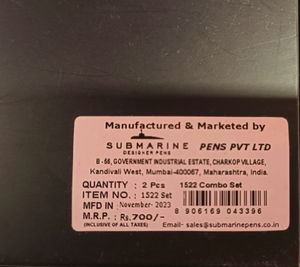 Manufactured & Marketed by
SUBMARINE PENS PVT LTD
DESIGNER PENS
B - 56, GOVERNMENT INDUSTRIAL ESTATE, CHARKOP VILLAGE,
Kandivali West, Mumbai-400067, Maharashtra, India.
QUANTITY : 2 Pcs 1522 Combo Set
ITEM NO. : 1522 Set
MFD IN November- 2023
8 906169 043396
M.R.P. : Rs.700/-
(INCLUSIVE OF ALL TAXES) Email:- sales@submarinepens.co.in